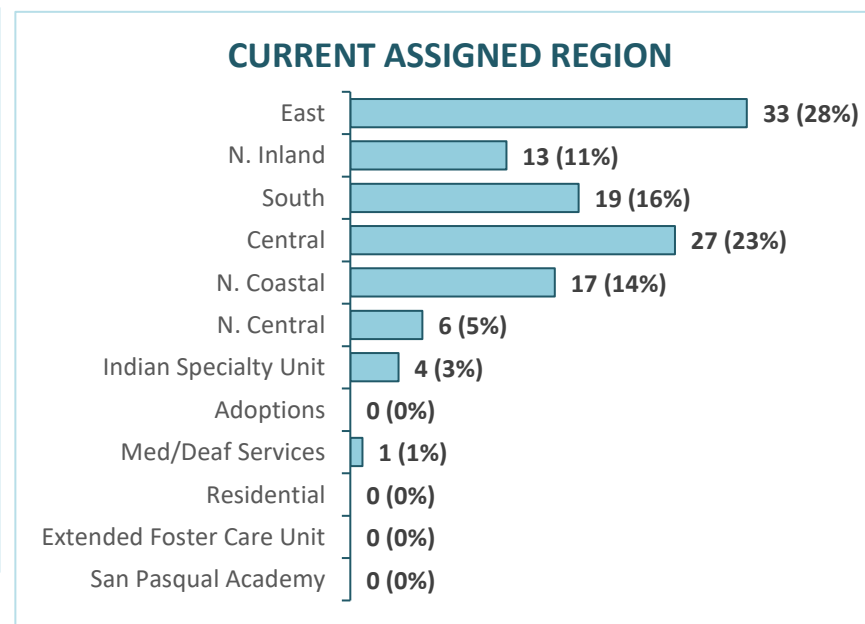 CURRENT ASSIGNED REGION
East 33 (28%)
N. Inland 13 (11%)
South 19 (16%)
Central 27 (23%)
N. Coastal 17 (14%)
N. Central 6 (5%)
Indian Specialty Unit 4 (3%)
Adoptions 0 (0%)
Med/Deaf Services 1 (1%)
Residential 0 (0%)
Extended Foster Care Unit 0 (0%)
San Pasqual Academy 0 (0%)